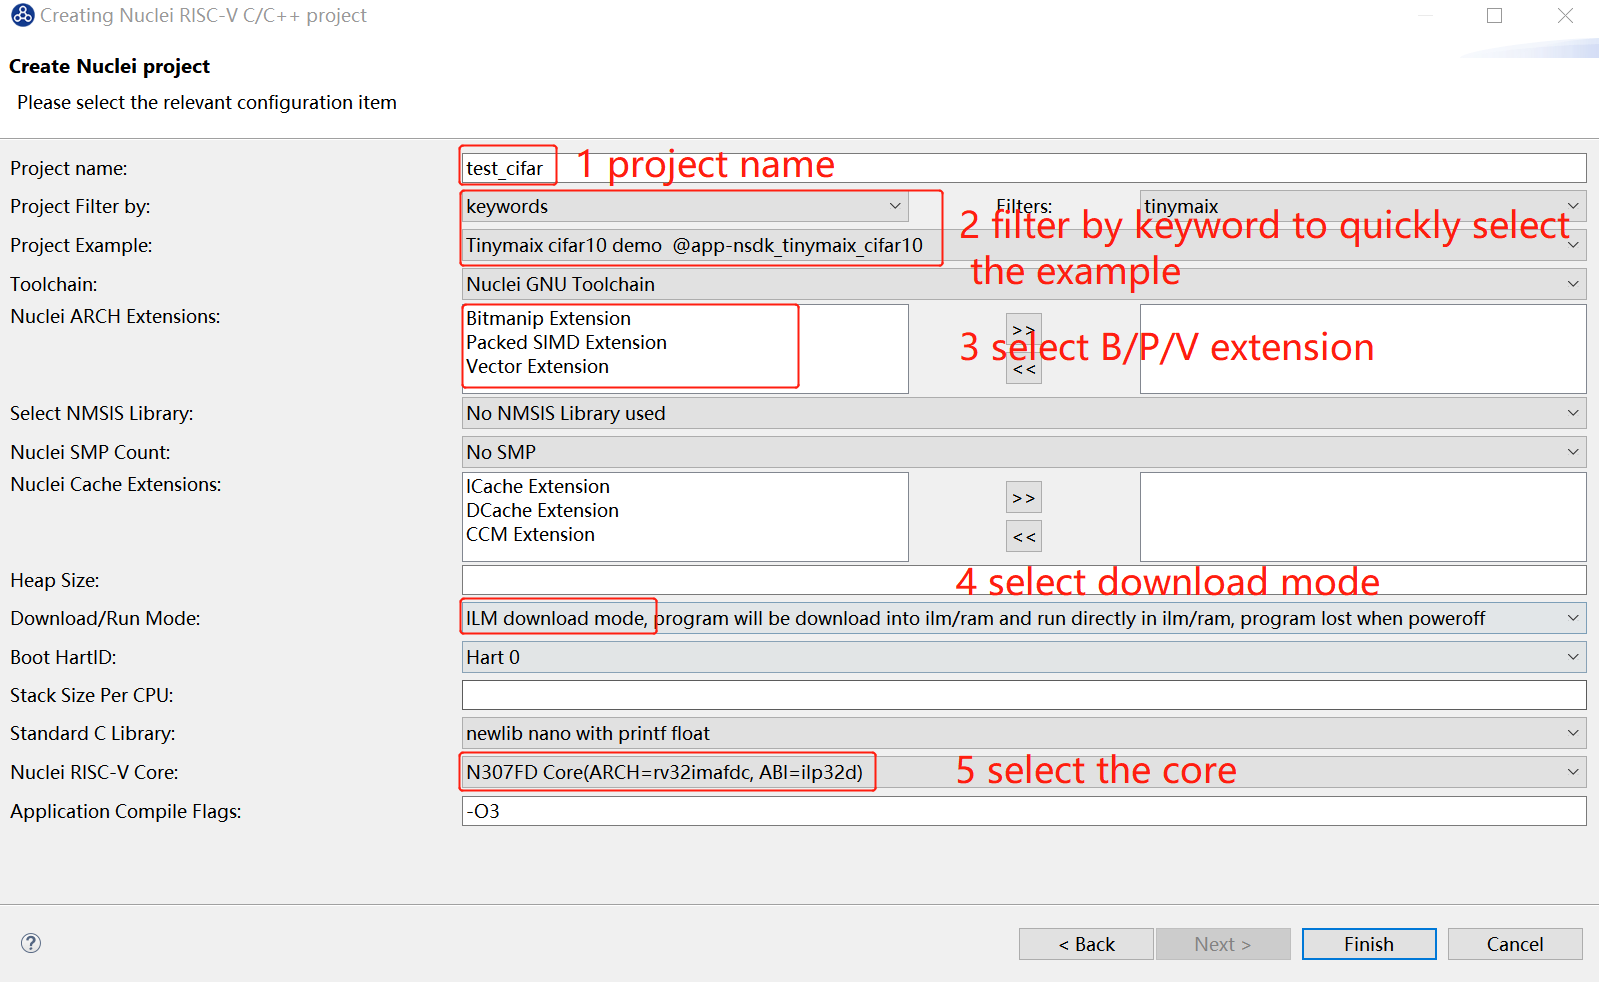 Creating Nuclei RISC-V C/C++ project
Create Nuclei project
Please select the relevant configuration item
Project name: test_cifar 1 project name
Project Filter by: keywords Filters: tinymaix
2 filter by keyword to quickly select
Project Example: Tinymaix cifar10 demo @app-nsdk_tinymaix_cifar10
the example
Toolchain: Nuclei GNU Toolchain
Nuclei ARCH Extensions: Bitmanip Extension
>>
Packed SIMD Extension
3 select B/P/V extension
Vector Extension
<<
Select NMSIS Library: No NMSIS Library used
Nuclei SMP Count: No SMP
Nuclei Cache Extensions: ICache Extension
>>
DCache Extension
CCM Extension
<<
Heap Size: 4 select download mode
Download/Run Mode: ILM download mode, program will be download into ilm/ram and run directly in ilm/ram, program lost when poweroff
Boot HartID: Hart 0
Stack Size Per CPU:
Standard C Library: newlib nano with printf float
Nuclei RISC-V Core: N307FD Core(ARCH=rv32imafdc, ABI=ilp32d) 5 select the core
Application Compile Flags: -O3
? < Back Next > Finish Cancel